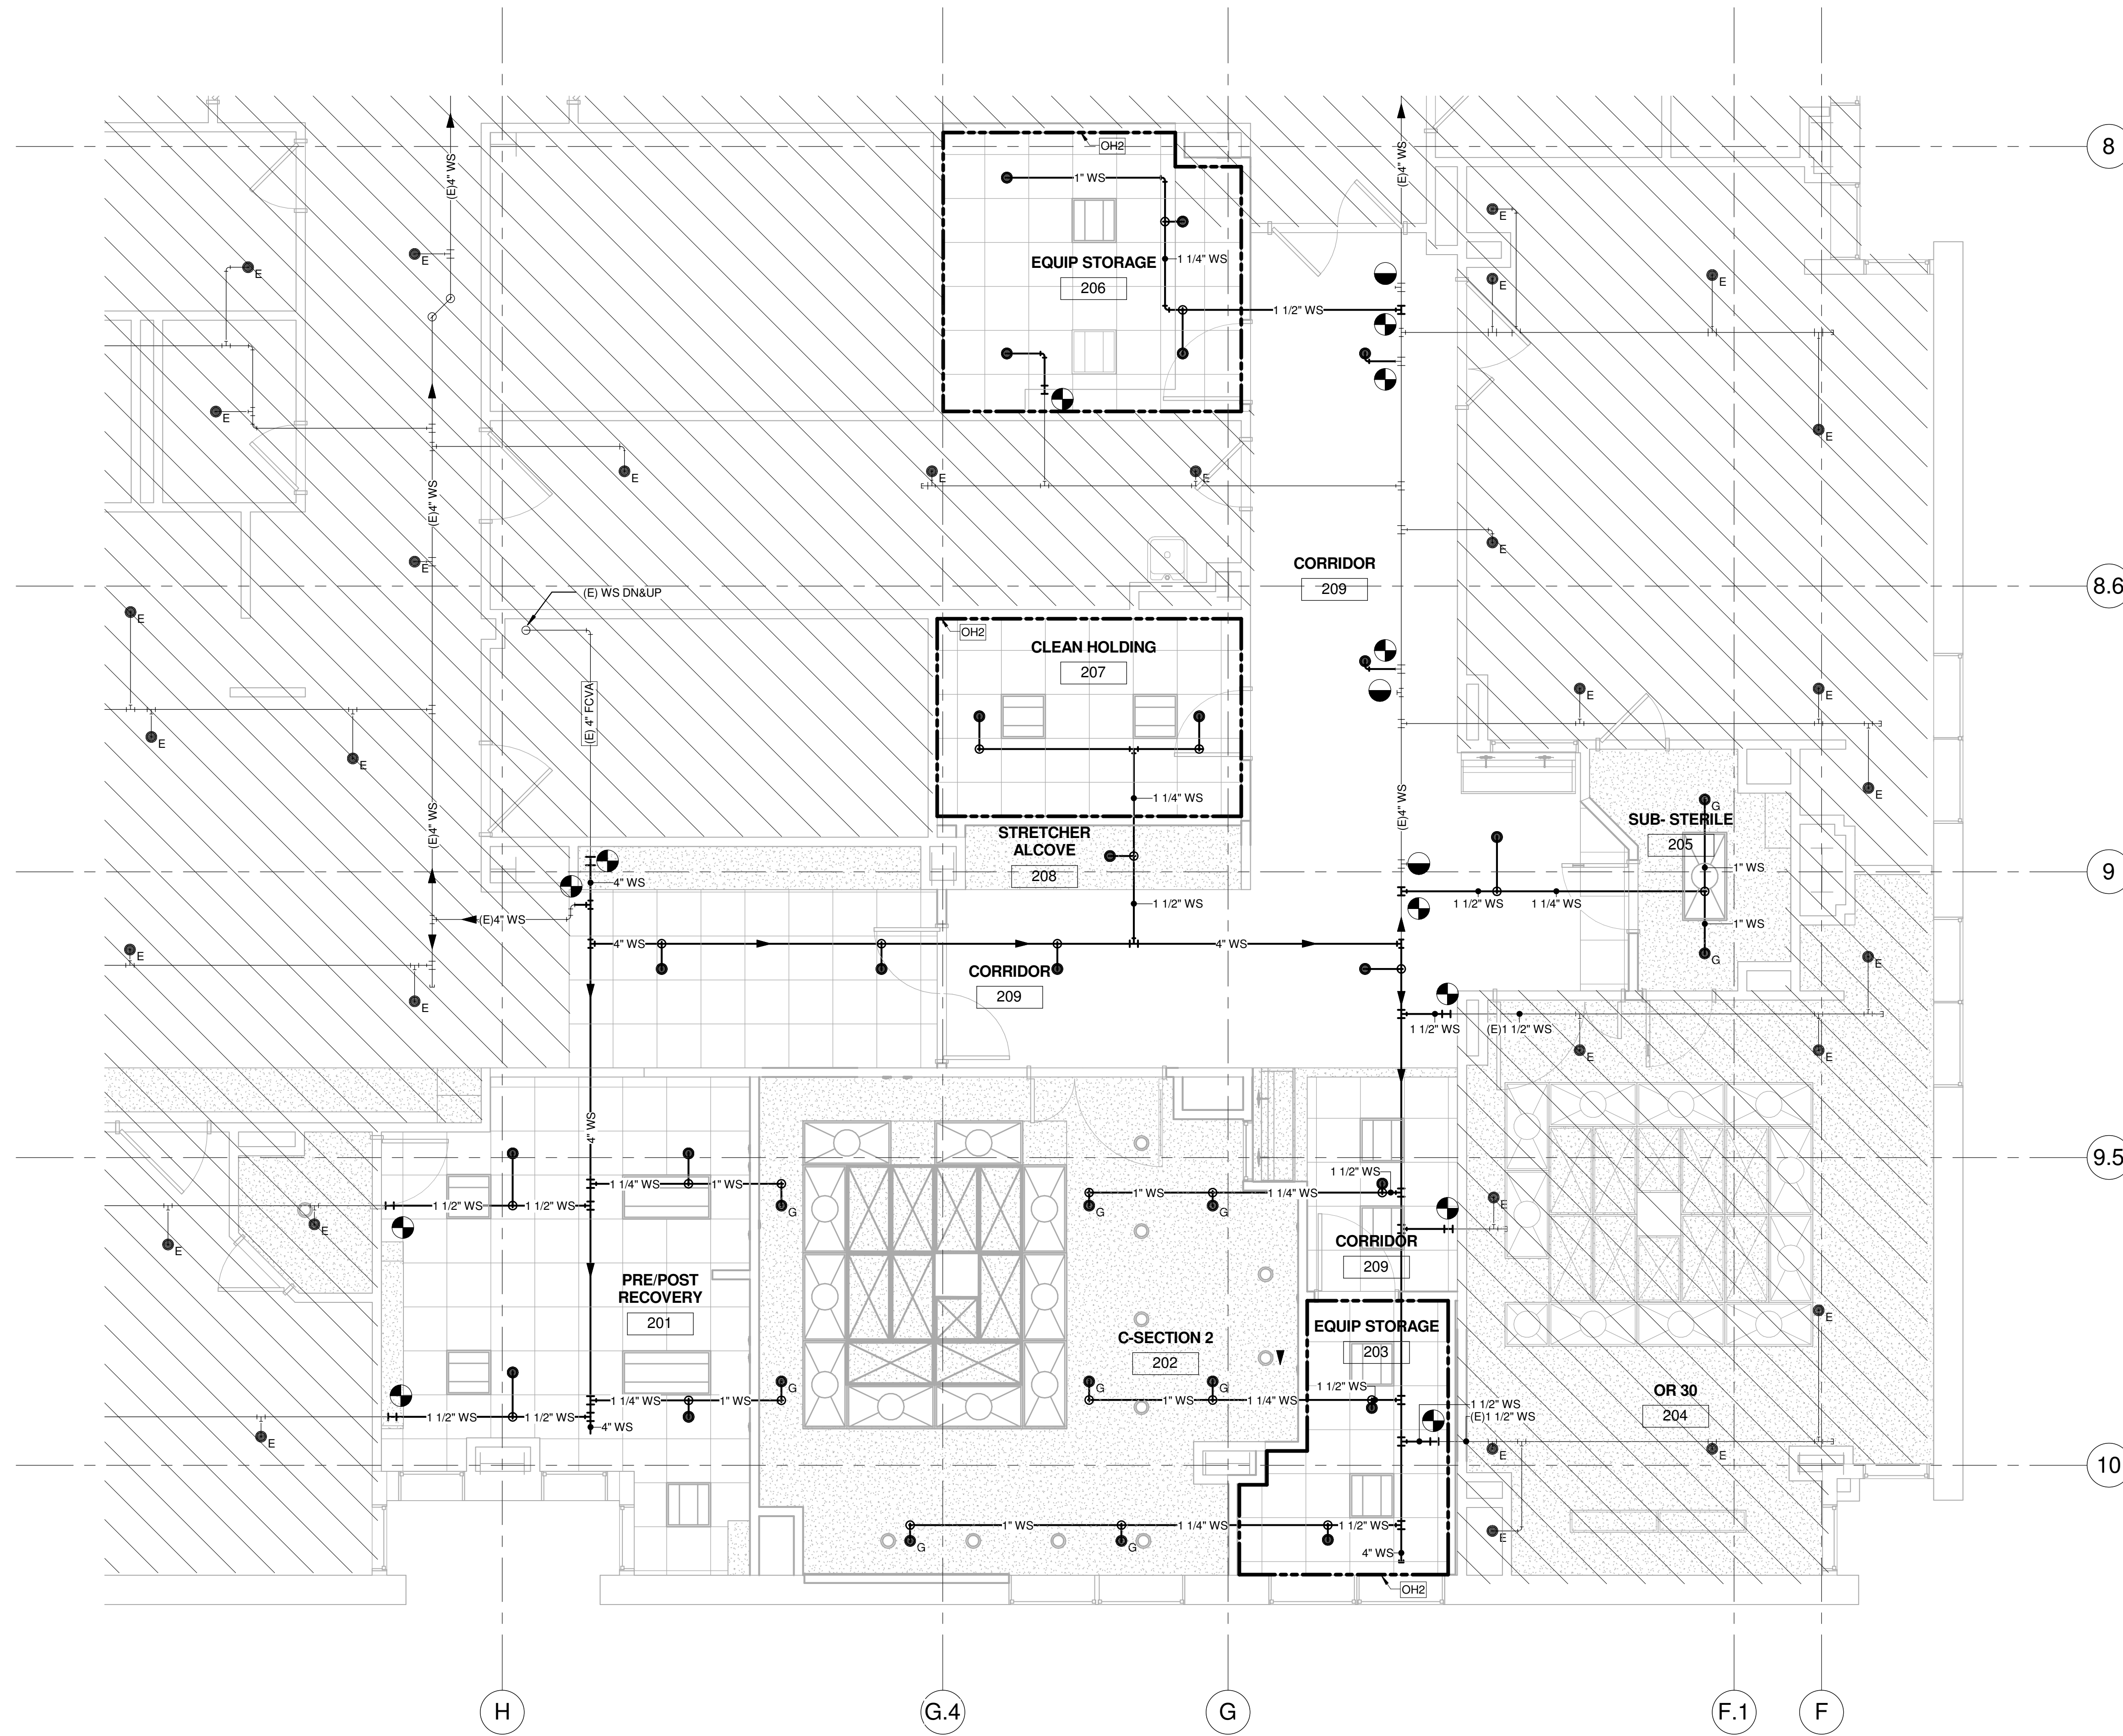 OH2
8
(E)4" WS
(E)4" WS
1" WS
E
E
E
E
E
EQUIP STORAGE
206
1 1/4" WS
1 1/2" WS
E
E
E
E
E
(E)4" WS
E
E
CORRIDOR
209
8.6
(E) WS DN&UP
E
OH2
CLEAN HOLDING
207
(E) 4" FCVA
E
E
E
E
E
1 1/4" WS
(E)4" WS
(E)4" WS
G
SUB- STERILE
205
STRETCHER
ALCOVE
208
1" WS
9
4" WS
1 1/2" WS
1 1/2" WS
1 1/4" WS
(E)4" WS
1" WS
4" WS
4" WS
E
G
E
CORRIDOR
209
E
1 1/2" WS
(E)1 1/2" WS
E
E
4" WS
9.5
1 1/2" WS
1 1/4" WS
1" WS
1" WS
1 1/4" WS
1 1/2" WS
1 1/2" WS
G
G
G
E
E
E
CORRIDOR
209
PRE/POST
RECOVERY
201
C-SECTION 2
202
EQUIP STORAGE
203
E
G
G
G
1 1/2" WS
OR 30
204
1 1/4" WS
1" WS
1" WS
1 1/4" WS
1 1/2" WS
1 1/2" WS
4" WS
1 1/2" WS
(E)1 1/2" WS
E
E
E
10
1" WS
1 1/4" WS
1 1/2" WS
G
G
E
4" WS
OH2
H
G.4
G
F.1
F